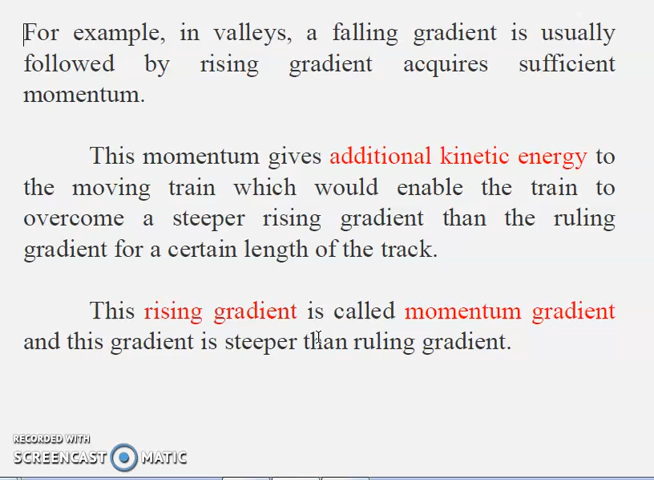 For example, in valleys, a falling gradient is usually
followed by rising gradient acquires sufficient
momentum.
This momentum gives additional kinetic energy to
the moving train which would enable the train to
overcome a steeper rising gradient than the ruling
gradient for a certain length of the track.
This rising gradient is called momentum gradient
and this gradient is steeper than ruling gradient.
RECORDED WITH
SCREENCAST MATIC